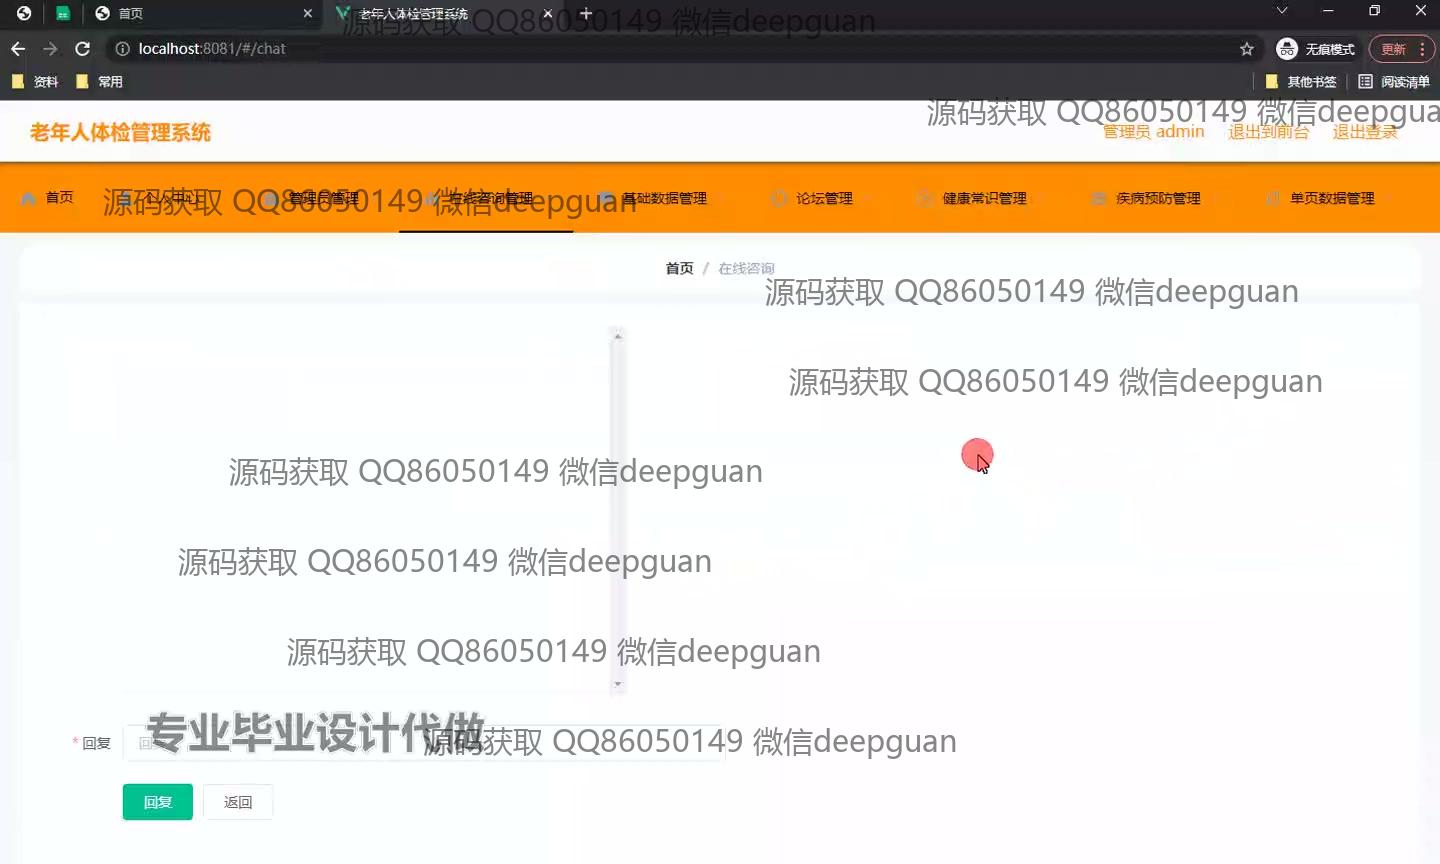 首页
老年人体检管理系统
源码获取 QQ86050149 微信deepguan
localhost:8081/#/chat
无痕模式
更新
资料
常用
其他书签
阅读清单
源码获取 QQ86050149 微信deepgua
老年人体检管理系统
管理员 admin
退出到前台
退出登录
首页
个人中心
管理员管理
在线咨询管理
基础数据管理
论坛管理
健康常识管理
疾病预防管理
单页数据管理
源码获取 QQ86050149 微信deepguan
首页 / 在线咨询
源码获取 QQ86050149 微信deepguan
源码获取 QQ86050149 微信deepguan
源码获取 QQ86050149 微信deepguan
源码获取 QQ86050149 微信deepguan
源码获取 QQ86050149 微信deepguan
专业毕业设计代做
* 回复
源码获取 QQ86050149 微信deepguan
回复
返回